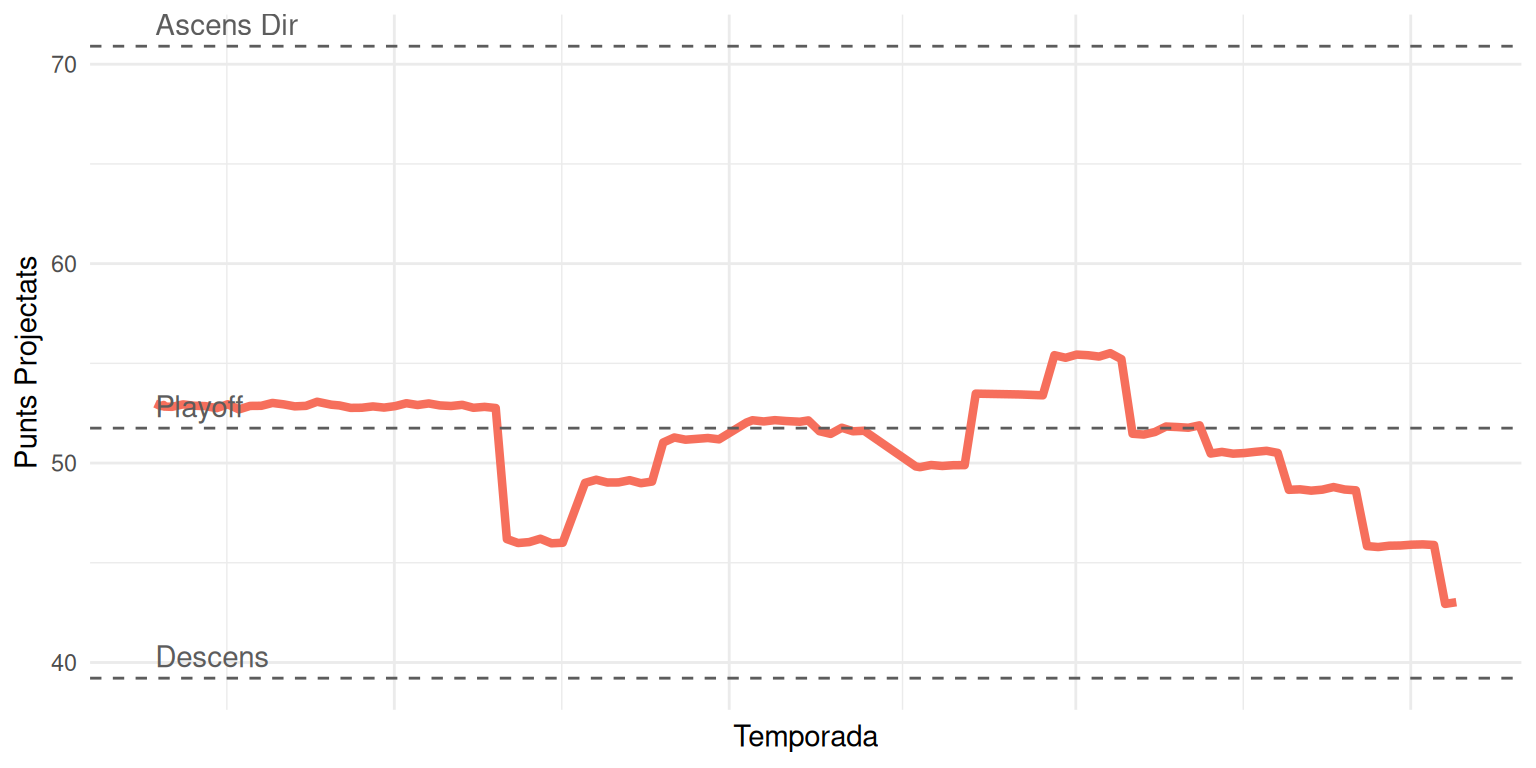 Ascens Dir
70
60
Playoff
50
Descens
40
Punts Projectats
Temporada